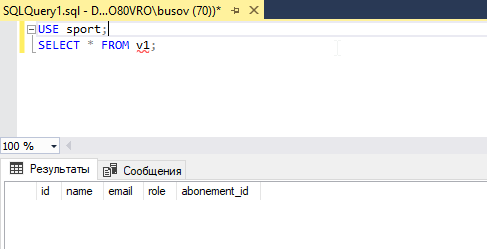 SQLQuery1.sql - D...O80VRO\busov (70))*
USE sport;
SELECT * FROM v1;
100 %
Результаты Сообщения
id name email role abonement_id